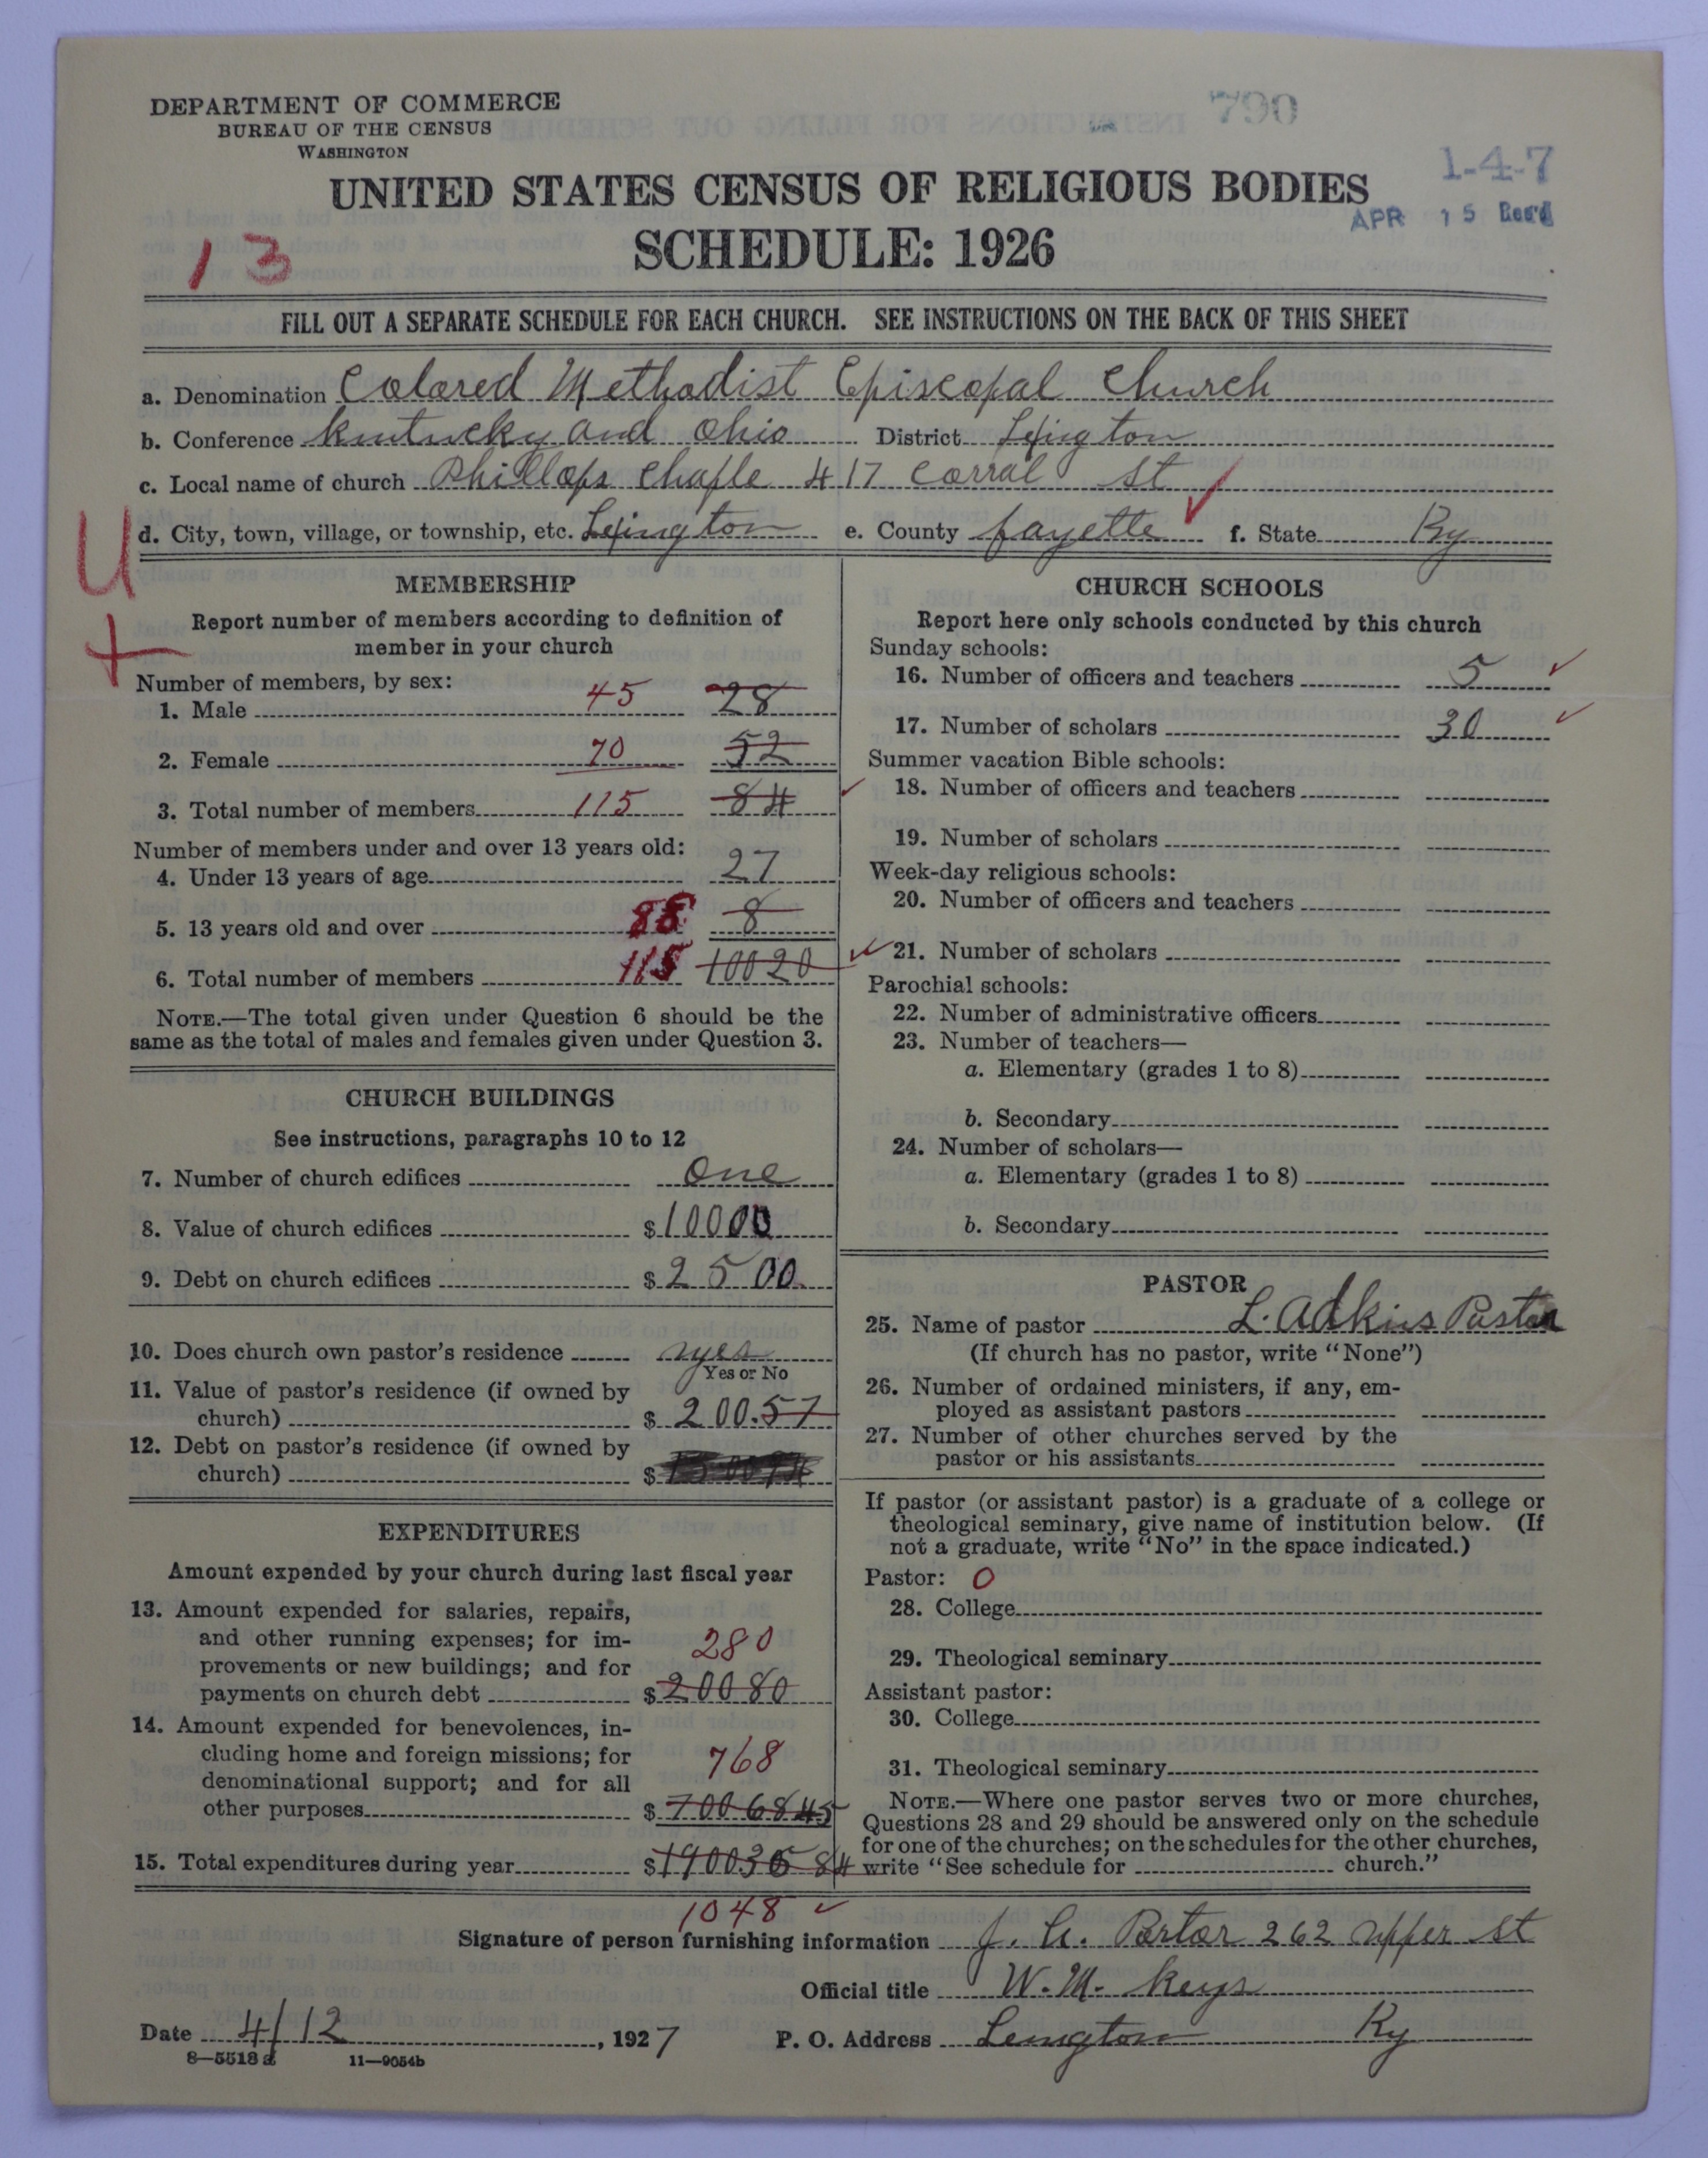 DEPARTMENT OF COMMERCE
BUREAU OF THE CENSUS
WASHINGTON
790
1-4-7
APR 15 Rec'd
UNITED STATES CENSUS OF RELIGIOUS BODIES
SCHEDULE: 1926
13
FILL OUT A SEPARATE SCHEDULE FOR EACH CHURCH. SEE INSTRUCTIONS ON THE BACK OF THIS SHEET
a. Denomination Colored Methodist Episcopal Church
b. Conference Kentucky and Ohio District Lexington
c. Local name of church Phillops Chaple 417 Corral St
d. City, town, village, or township, etc. Lexington e. County fayette f. State Ky
U
+
MEMBERSHIP
Report number of members according to definition of
member in your church
Number of members, by sex:
1. Male 45 28
2. Female 70 52
3. Total number of members 115 84
Number of members under and over 13 years old:
4. Under 13 years of age 27
5. 13 years old and over 88 8
6. Total number of members 115 10020
NOTE.—The total given under Question 6 should be the
same as the total of males and females given under Question 3.
CHURCH BUILDINGS
See instructions, paragraphs 10 to 12
7. Number of church edifices One
8. Value of church edifices $10000
9. Debt on church edifices $2500
10. Does church own pastor's residence yes
Yes or No
11. Value of pastor's residence (if owned by
church) $200.57
12. Debt on pastor's residence (if owned by
church) $
EXPENDITURES
Amount expended by your church during last fiscal year
13. Amount expended for salaries, repairs,
and other running expenses; for im-
provements or new buildings; and for 280
payments on church debt $20080
14. Amount expended for benevolences, in-
cluding home and foreign missions; for 768
denominational support; and for all
other purposes $7006845
15. Total expenditures during year $
1048
CHURCH SCHOOLS
Report here only schools conducted by this church
Sunday schools:
16. Number of officers and teachers 5
17. Number of scholars 30
Summer vacation Bible schools:
18. Number of officers and teachers
19. Number of scholars
Week-day religious schools:
20. Number of officers and teachers
21. Number of scholars
Parochial schools:
22. Number of administrative officers
23. Number of teachers—
a. Elementary (grades 1 to 8)
b. Secondary
24. Number of scholars—
a. Elementary (grades 1 to 8)
b. Secondary
PASTOR
25. Name of pastor L. Adkins Pastor
(If church has no pastor, write "None")
26. Number of ordained ministers, if any, em-
ployed as assistant pastors
27. Number of other churches served by the
pastor or his assistants
If pastor (or assistant pastor) is a graduate of a college or
theological seminary, give name of institution below. (If
not a graduate, write "No" in the space indicated.)
Pastor: 0
28. College
29. Theological seminary
Assistant pastor:
30. College
31. Theological seminary
NOTE.—Where one pastor serves two or more churches,
Questions 28 and 29 should be answered only on the schedule
for one of the churches; on the schedules for the other churches,
write "See schedule for church."
Signature of person furnishing information J. Portor 262 upper St
Official title W. M. Keys
Date 4/12, 1927 P. O. Address Lexington Ky
8—5518a 11—9054b